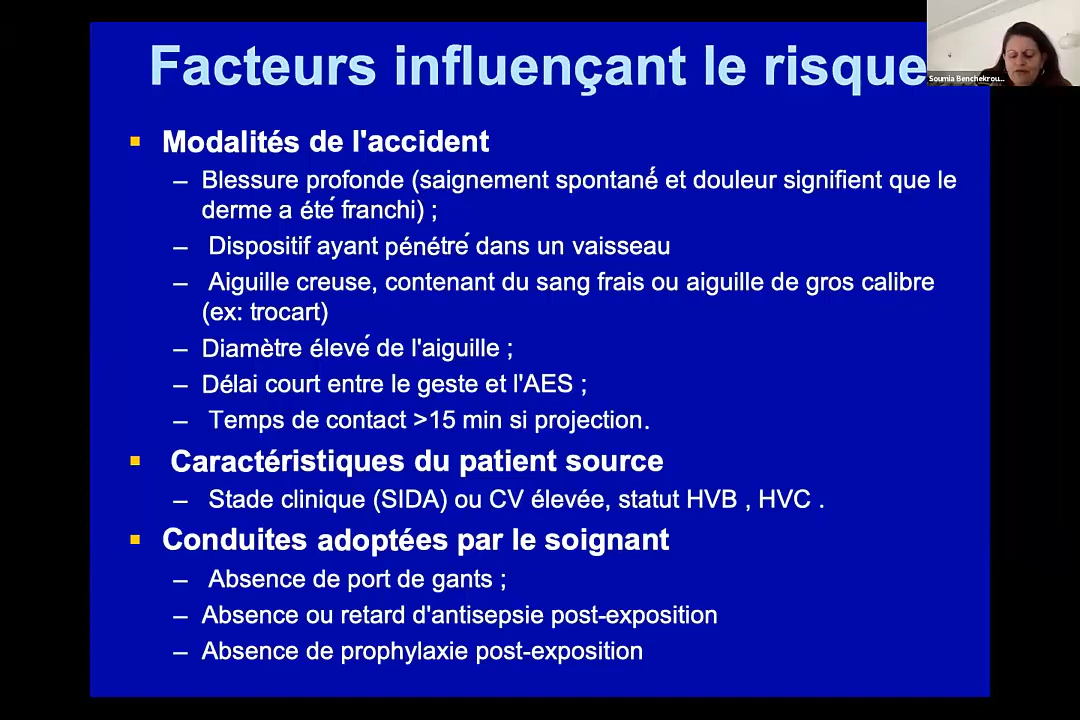 Facteurs influençant le risque
Soumia Benchekrou...
▪ Modalités de l'accident
– Blessure profonde (saignement spontané et douleur signifient que le
derme a été franchi) ;
– Dispositif ayant pénétré dans un vaisseau
– Aiguille creuse, contenant du sang frais ou aiguille de gros calibre
(ex: trocart)
– Diamètre élevé de l'aiguille ;
– Délai court entre le geste et l'AES ;
– Temps de contact >15 min si projection.
▪ Caractéristiques du patient source
– Stade clinique (SIDA) ou CV élevée, statut HVB , HVC .
▪ Conduites adoptées par le soignant
– Absence de port de gants ;
– Absence ou retard d'antisepsie post-exposition
– Absence de prophylaxie post-exposition